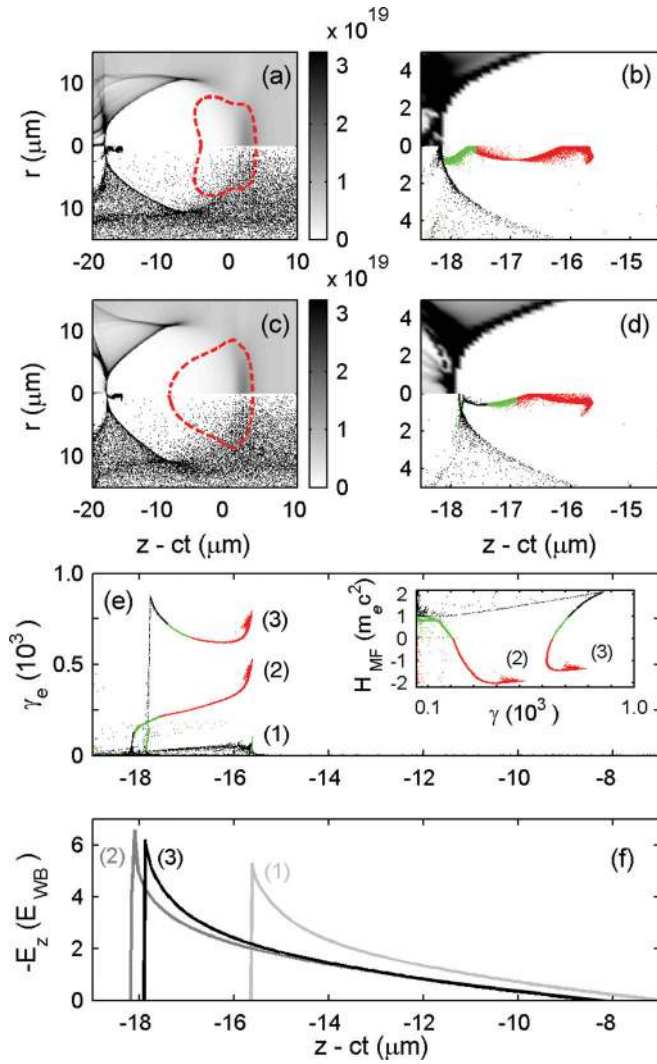 x 10^19
(a)
(b)
r (μm)
10
0
10
3
2
1
0
4
2
0
2
4
-20 -10 0 10
-18 -17 -16 -15
x 10^19
(c)
(d)
r (μm)
10
0
10
3
2
1
0
4
2
0
2
4
-20 -10 0 10
-18 -17 -16 -15
z - ct (μm)
z - ct (μm)
(e)
γ_e (10^3)
1.0
0.5
0
(3)
(2)
(1)
H_MF (m_e c^2)
2
1
0
-1
-2
(2)
(3)
0.1 1.0
γ (10^3)
-18 -16 -14 -12 -10 -8
(f)
-E_z (E_WB)
6
4
2
0
(2)
(3)
(1)
-18 -16 -14 -12 -10 -8
z - ct (μm)